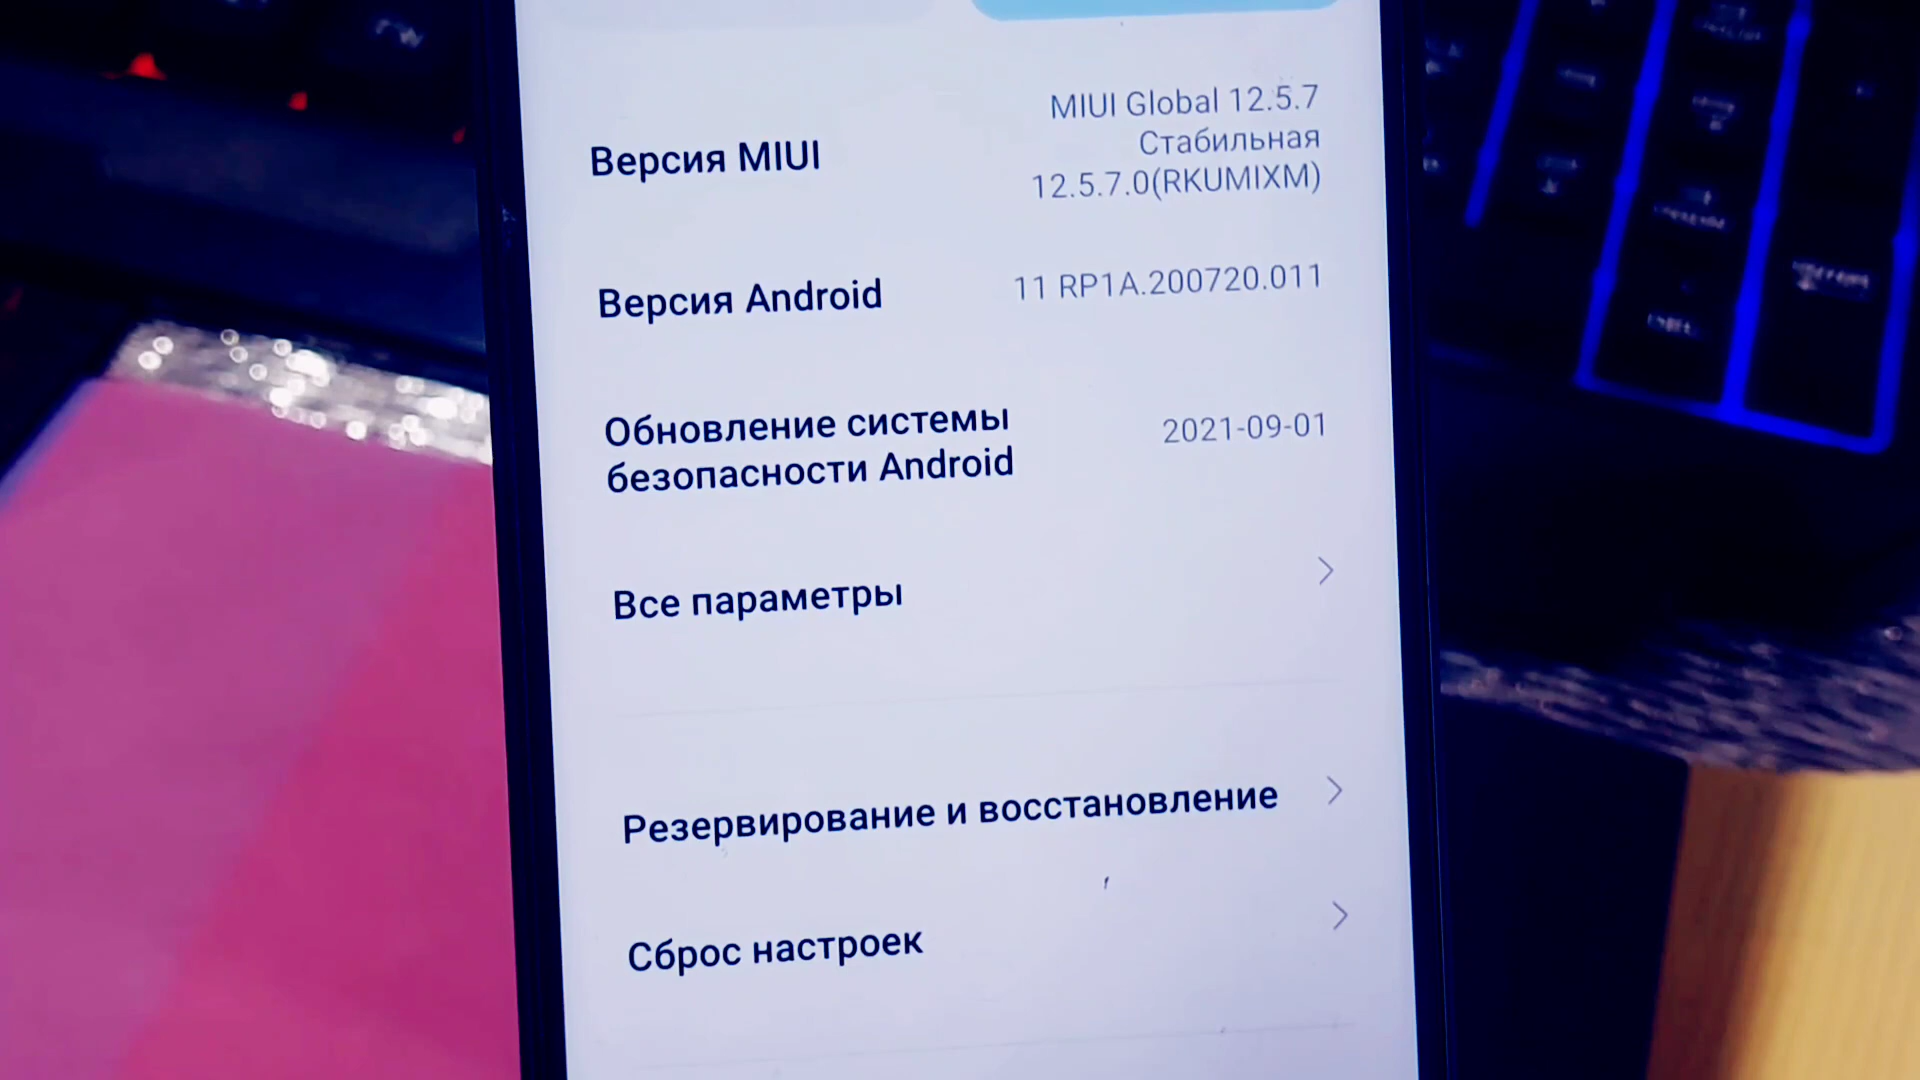 MIUI Global 12.5.7
Версия MIUI
Стабильная
12.5.7.0(RKUMIXM)
Версия Android
11 RP1A.200720.011
Обновление системы
безопасности Android
2021-09-01
Все параметры
Резервирование и восстановление
Сброс настроек